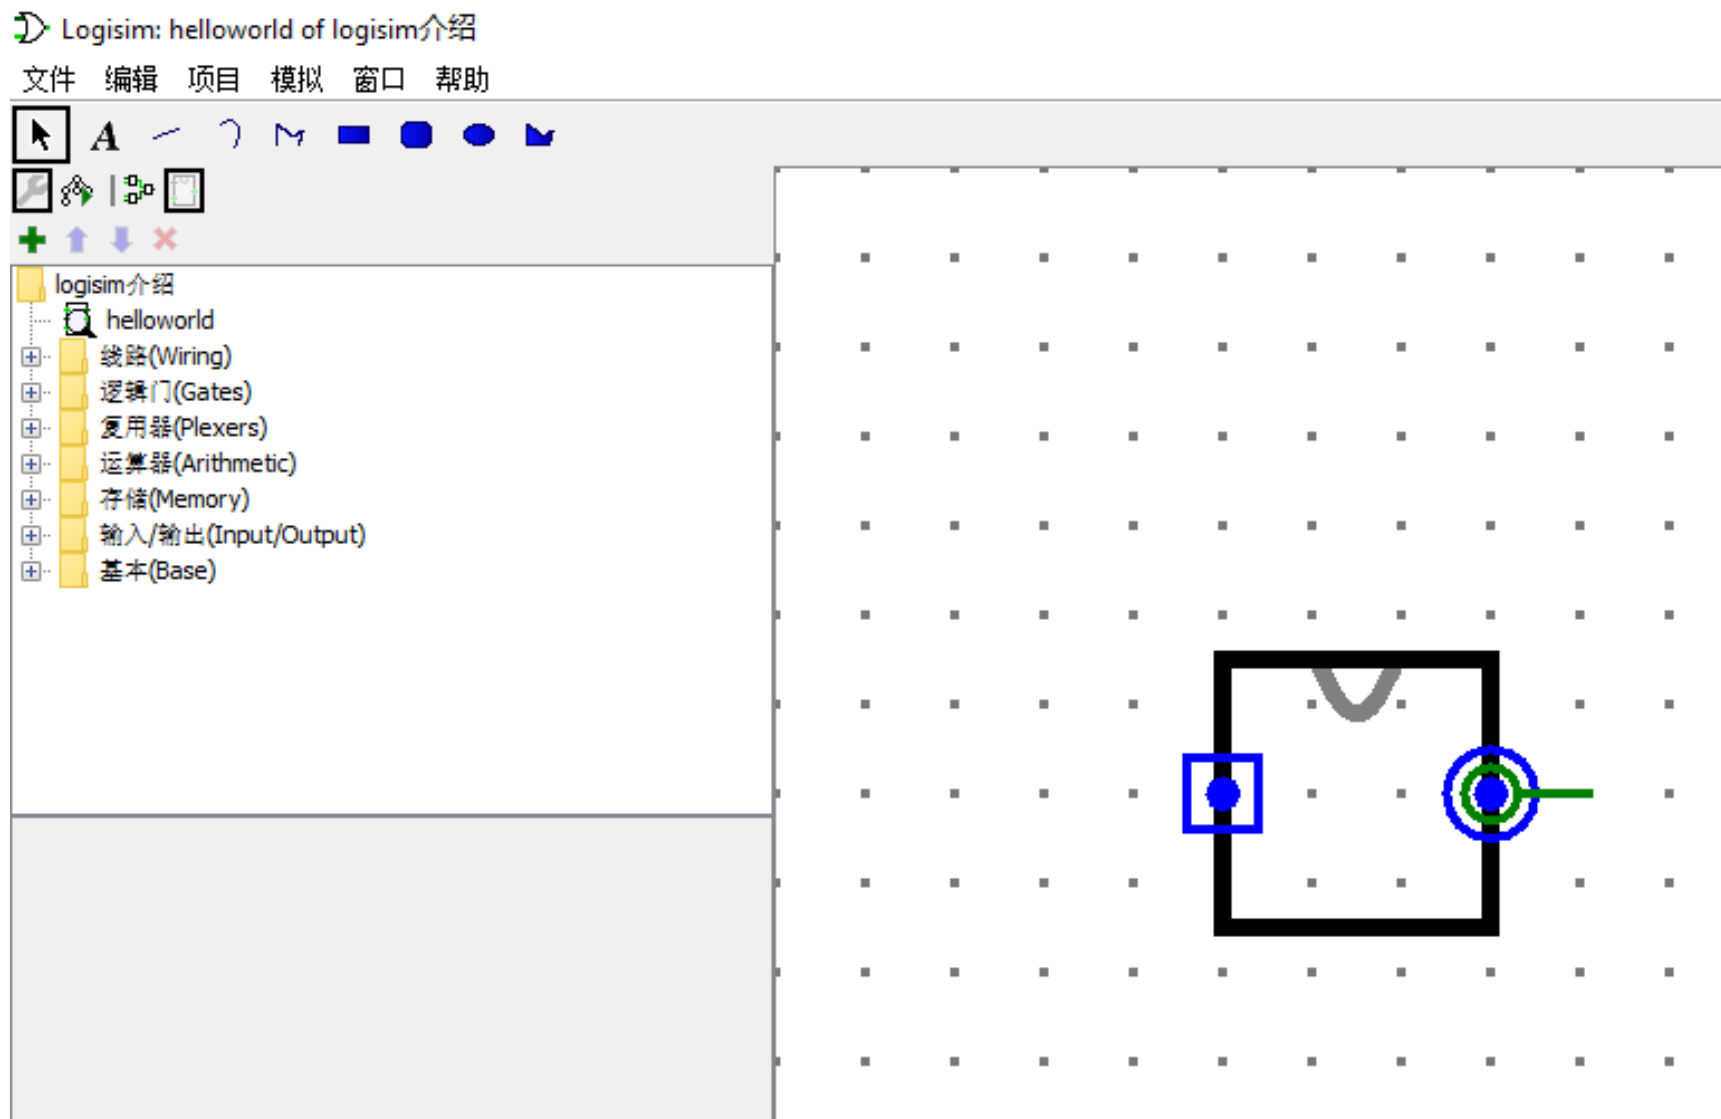 Logisim: helloworld of logisim介绍
文件 编辑 项目 模拟 窗口 帮助
A
logisim介绍
helloworld
线路(Wiring)
逻辑门(Gates)
复用器(Plexers)
运算器(Arithmetic)
存储(Memory)
输入/输出(Input/Output)
基本(Base)